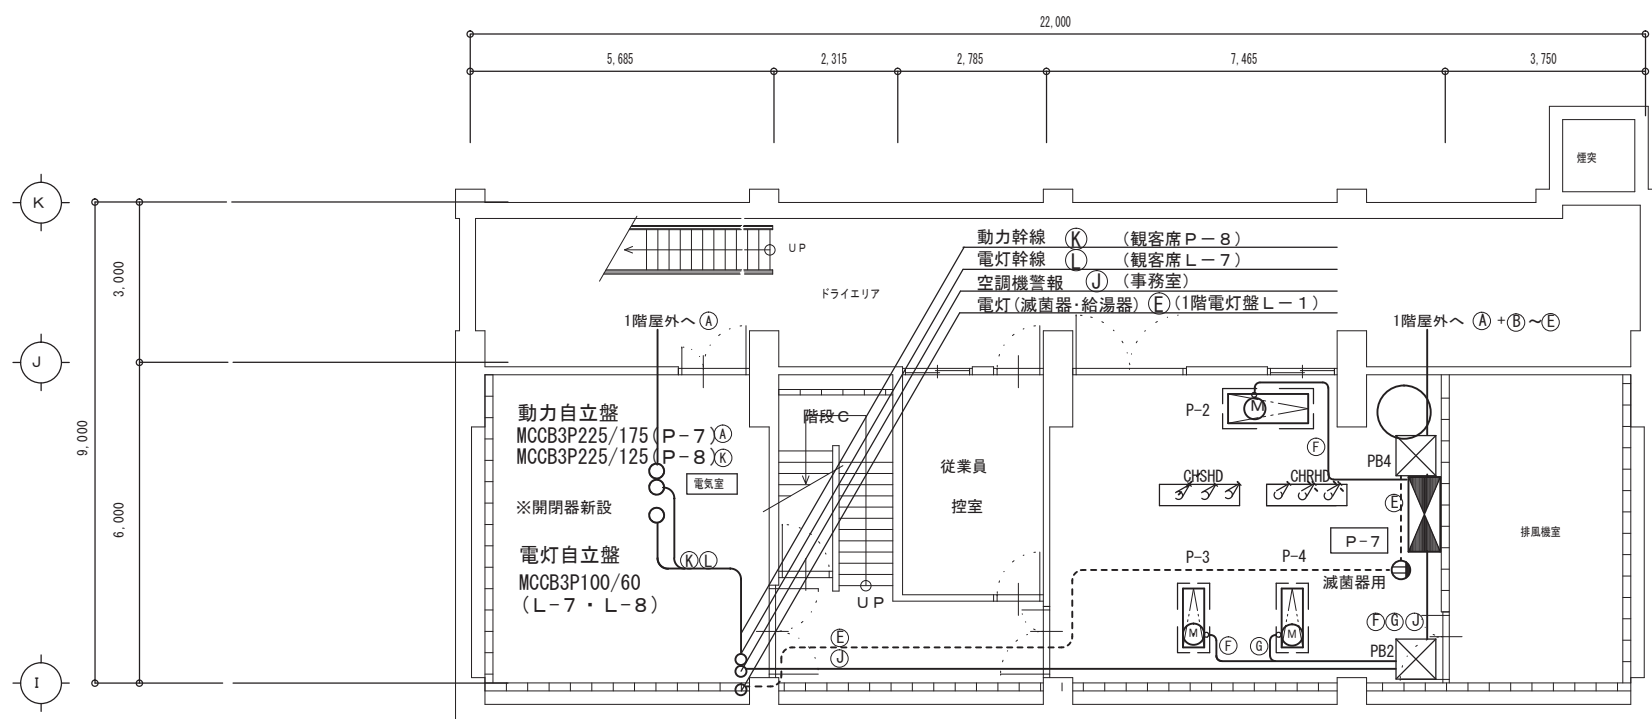 22,000
5,685
2,315
2,785
7,465
3,750
煙突
K
動力幹線 Ⓚ (観客席P-8)
UP
電灯幹線 Ⓛ (観客席L-7)
3,000
空調機警報 Ⓙ (事務室)
ドライエリア
電灯(滅菌器・給湯器) Ⓔ (1階電灯盤L-1)
1階屋外へ Ⓐ
1階屋外へ Ⓐ+Ⓑ~Ⓔ
J
9,000
動力自立盤
MCCB3P225/175(P-7)Ⓐ
MCCB3P225/125(P-8)Ⓚ
階段C
P-2
M
Ⓕ
PB4
従業員
控室
電気室
CHSHD
CHRHD
※開閉器新設
Ⓔ
6,000
排風機室
P-7
電灯自立盤
MCCB3P100/60
(L-7・L-8)
ⓀⓁ
P-3
P-4
滅菌器用
UP
ⒻⒼⒿ
Ⓔ
Ⓙ
M
Ⓕ
Ⓖ
M
PB2
I